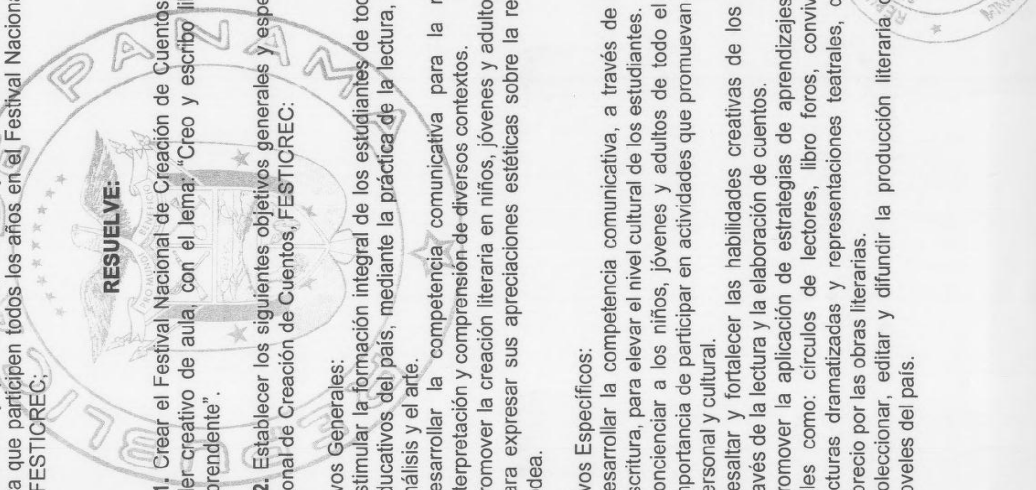 a que participen todos los años en el Festival Naciona
FESTICREC;
RESUELVE:
1. Crear el Festival Nacional de Creación de Cuentos
ler creativo de aula, con el lema: "Creo y escribo li
prendente".
2. Establecer los siguientes objetivos generales y espe
onal de Creación de Cuentos, FESTICREC:
vos Generales:
stimular la formación integral de los estudiantes de to
ducativos del país, mediante la práctica de la lectura,
nálisis y el arte.
esarrollar la competencia comunicativa para la
terpretación y comprensión de diversos contextos.
romover la creación literaria en niños, jóvenes y adulto
ara expresar sus apreciaciones estéticas sobre la re
dea.
vos Específicos:
esarrollar la competencia comunicativa, a través de
scritura, para elevar el nivel cultural de los estudiantes.
oncienciar a los niños, jóvenes y adultos de todo el
mportancia de participar en actividades que promuevan
ersonal y cultural.
esaltar y fortalecer las habilidades creativas de los
avés de la lectura y la elaboración de cuentos.
romover la aplicación de estrategias de aprendizajes
les como: círculos de lectores, libro foros, conviv
cturas dramatizadas y representaciones teatrales, c
precio por las obras literarias.
oleccionar, editar y difundir la producción literaria
oveles del país.
PANAMA